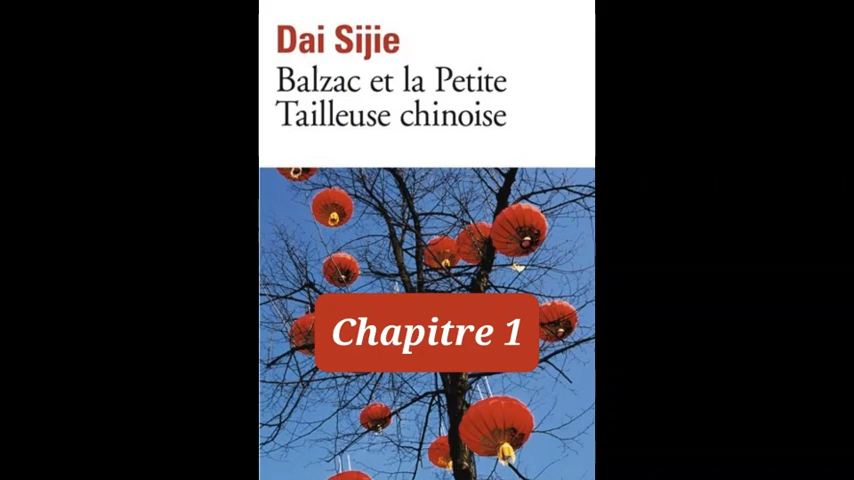 Dai Sijie
Balzac et la Petite
Tailleuse chinoise
Chapitre 1